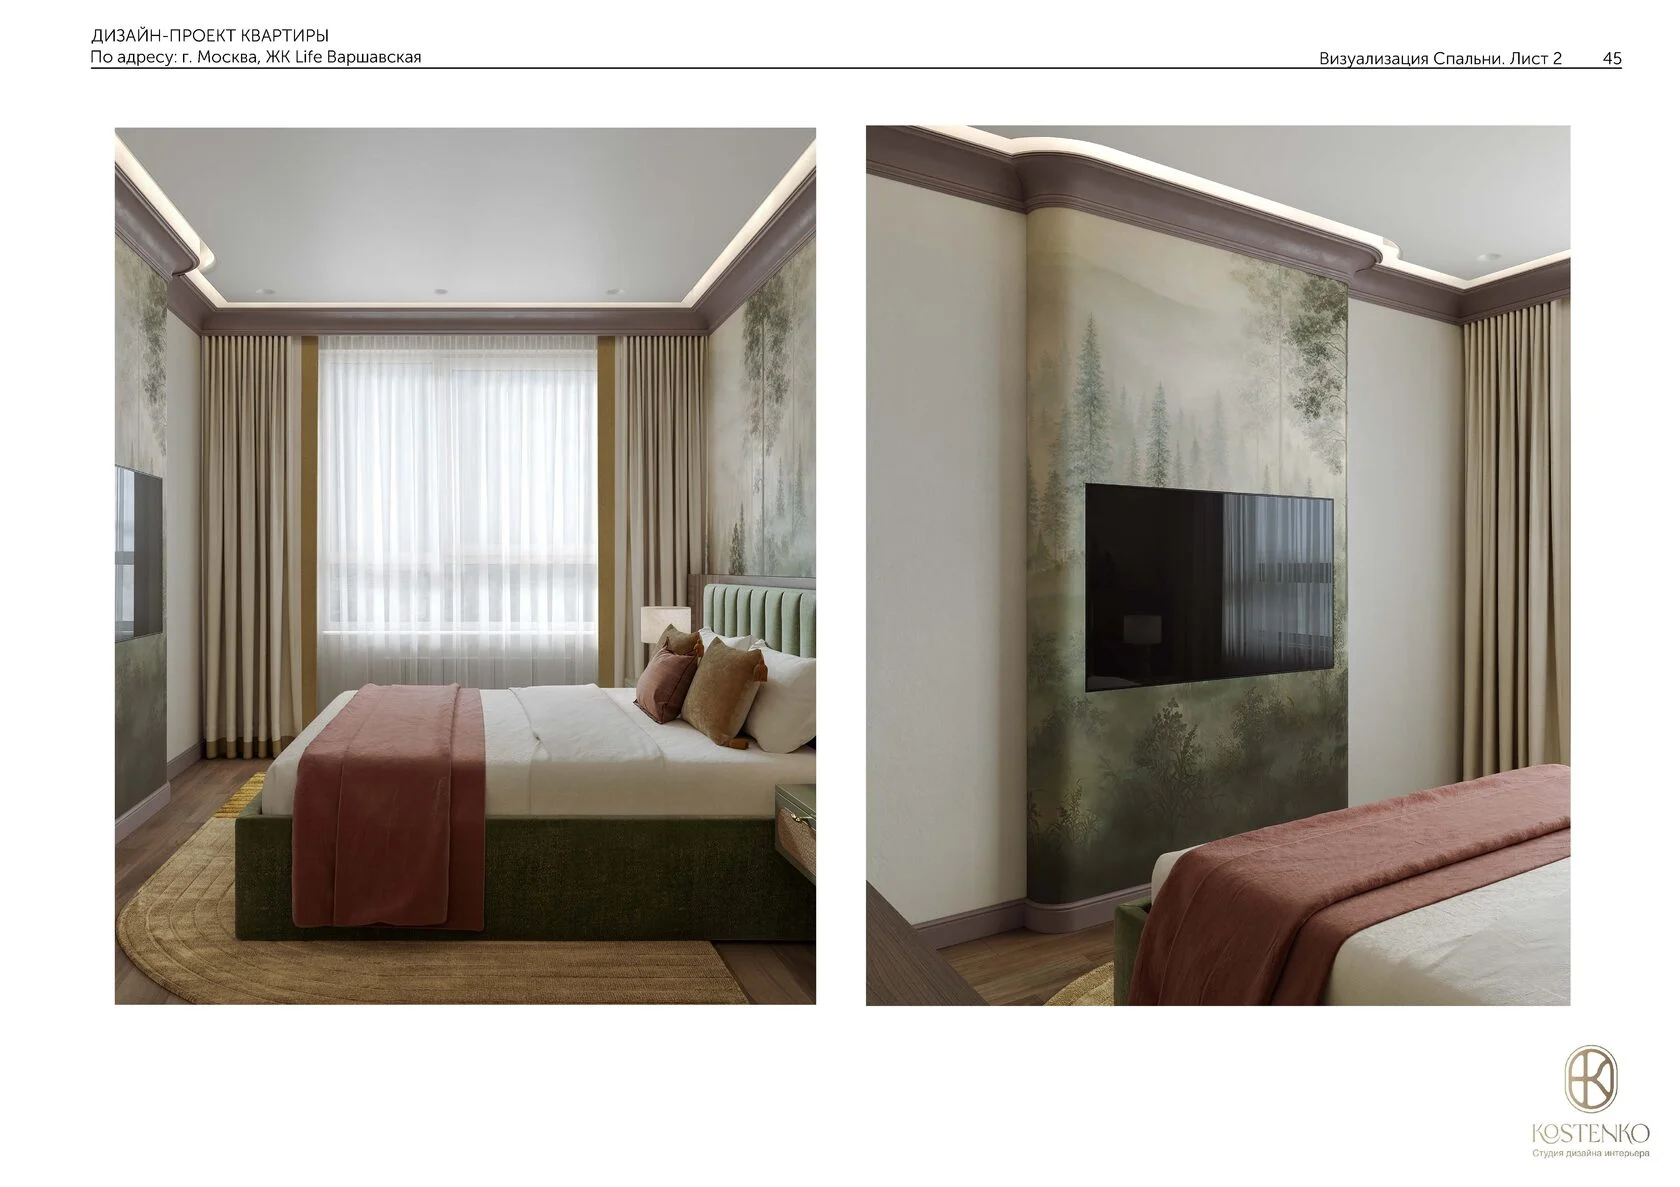 ДИЗАЙН-ПРОЕКТ КВАРТИРЫ
По адресу: г. Москва, ЖК Life Варшавская
Визуализация Спальни. Лист 2 45
KOSTENKO
Студия дизайна интерьера